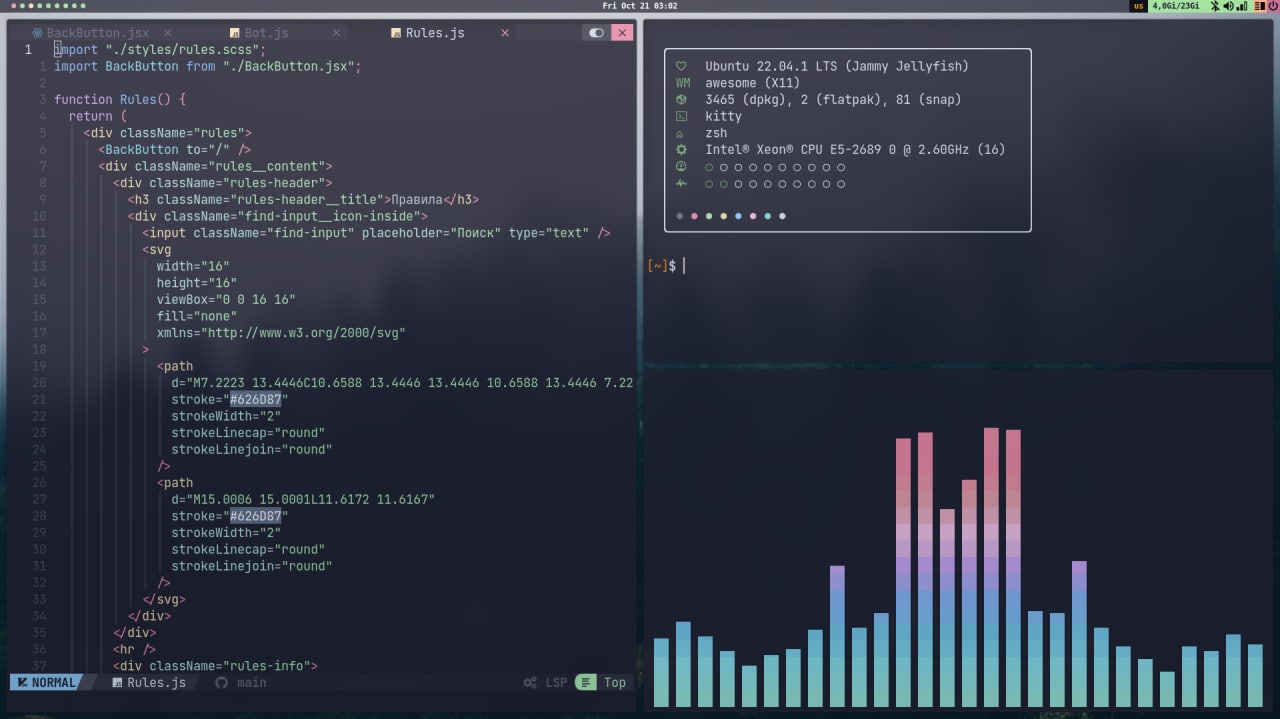 Fri Oct 21 03:02
us
4,0Gi/23Gi
BackButton.jsx
Bot.js
Rules.js
1 import "./styles/rules.scss";
1 import BackButton from "./BackButton.jsx";
2
3 function Rules() {
4 return (
5 <div className="rules">
6 <BackButton to="/" />
7 <div className="rules__content">
8 <div className="rules-header">
9 <h3 className="rules-header__title">Правила</h3>
10 <div className="find-input__icon-inside">
11 <input className="find-input" placeholder="Поиск" type="text" />
12 <svg
13 width="16"
14 height="16"
15 viewBox="0 0 16 16"
16 fill="none"
17 xmlns="http://www.w3.org/2000/svg"
18 >
19 <path
20 d="M7.2223 13.4446C10.6588 13.4446 13.4446 10.6588 13.4446 7.22
21 stroke="#626D87"
22 strokeWidth="2"
23 strokeLinecap="round"
24 strokeLinejoin="round"
25 />
26 <path
27 d="M15.0006 15.0001L11.6172 11.6167"
28 stroke="#626D87"
29 strokeWidth="2"
30 strokeLinecap="round"
31 strokeLinejoin="round"
32 />
33 </svg>
34 </div>
35 </div>
36 <hr />
37 <div className="rules-info">
NORMAL
Rules.js
main
LSP
Top
Ubuntu 22.04.1 LTS (Jammy Jellyfish)
WM awesome (X11)
3465 (dpkg), 2 (flatpak), 81 (snap)
kitty
zsh
Intel® Xeon® CPU E5-2689 0 @ 2.60GHz (16)
[~]$